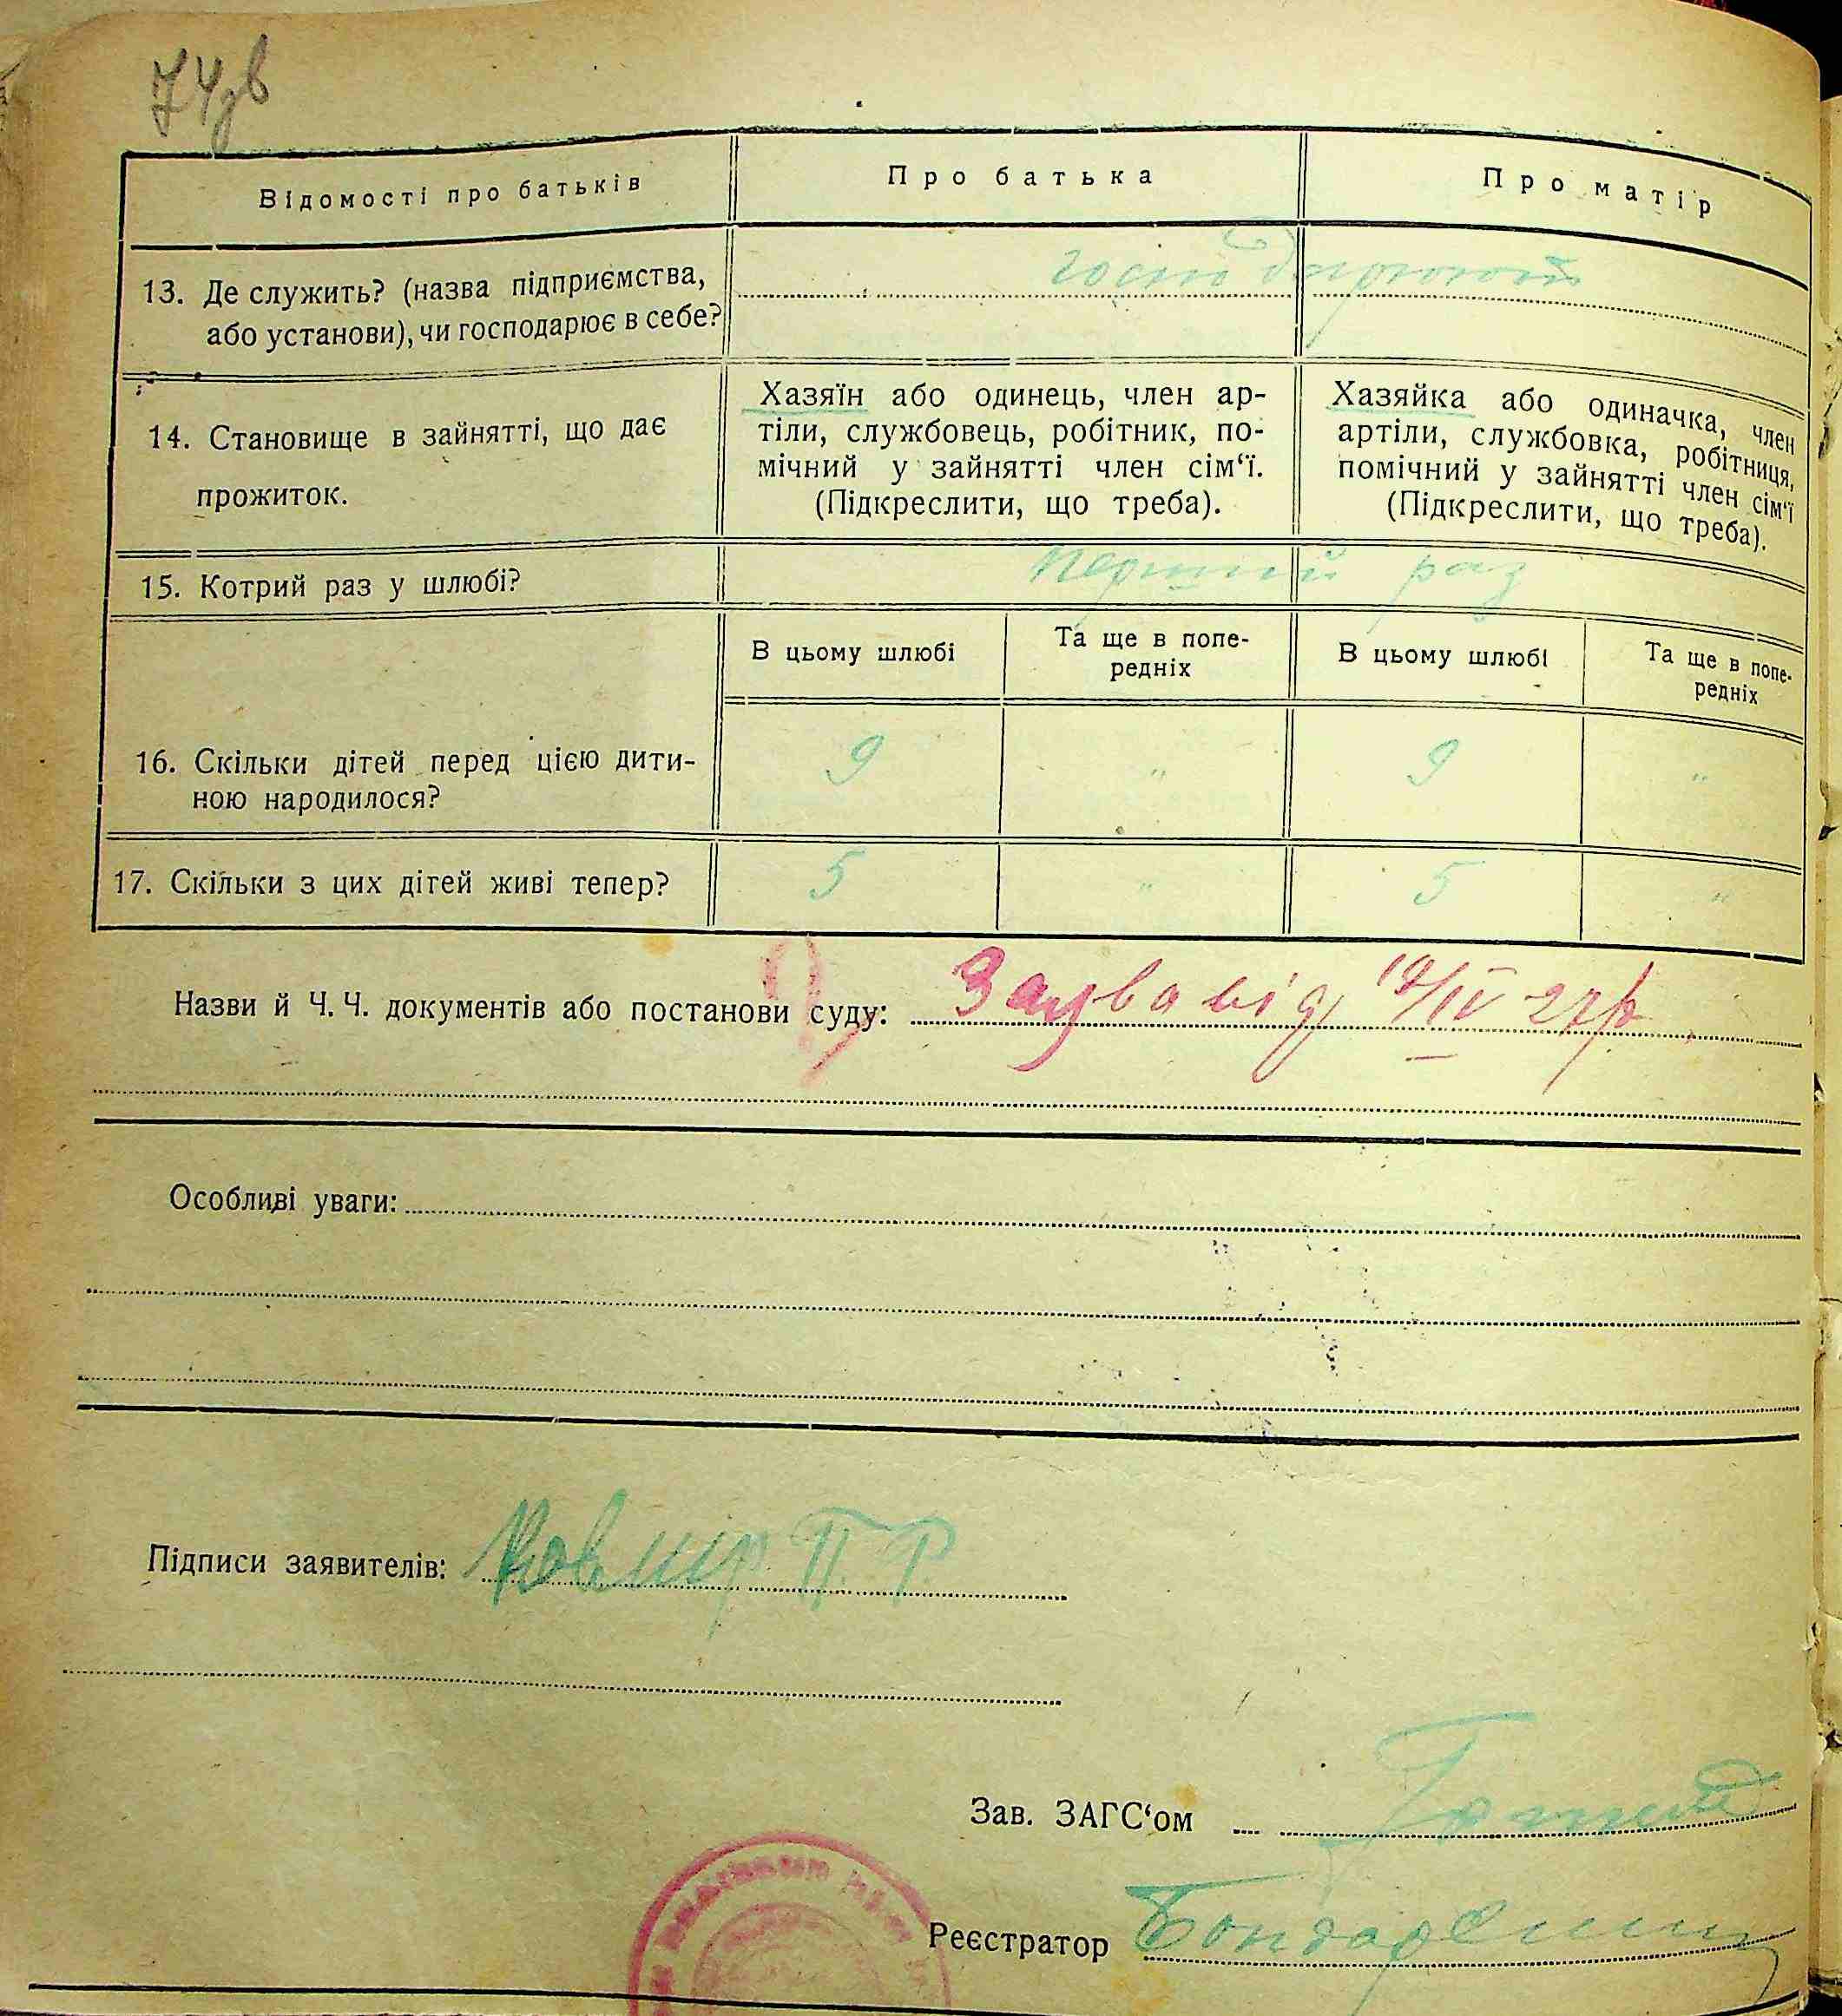 74зв
Відомості про батьків
Про батька
Про матір
13. Де служить? (назва підприємства,
або установи), чи господарює в себе?
14. Становище в зайнятті, що дає
прожиток.
Хазяїн або одинець, член ар-
тіли, службовець, робітник, по-
мічний у зайнятті член сім‘ї.
(Підкреслити, що треба).
Хазяйка або одиначка, член
артіли, службовка, робітниця,
помічний у зайнятті член сім‘ї
(Підкреслити, що треба).
15. Котрий раз у шлюбі?
перший раз
В цьому шлюбі
Та ще в попе-
редніх
В цьому шлюбі
Та ще в попе-
редніх
16. Скільки дітей перед цією дити-
ною народилося?
9 " 9 "
17. Скільки з цих дітей живі тепер?
5 " 5 "
Назви й Ч. Ч. документів або постанови суду: Заява від /IV 27 р
Особливі уваги:
Підписи заявителів: П. Р.
Зав. ЗАГС‘ом
Реєстратор